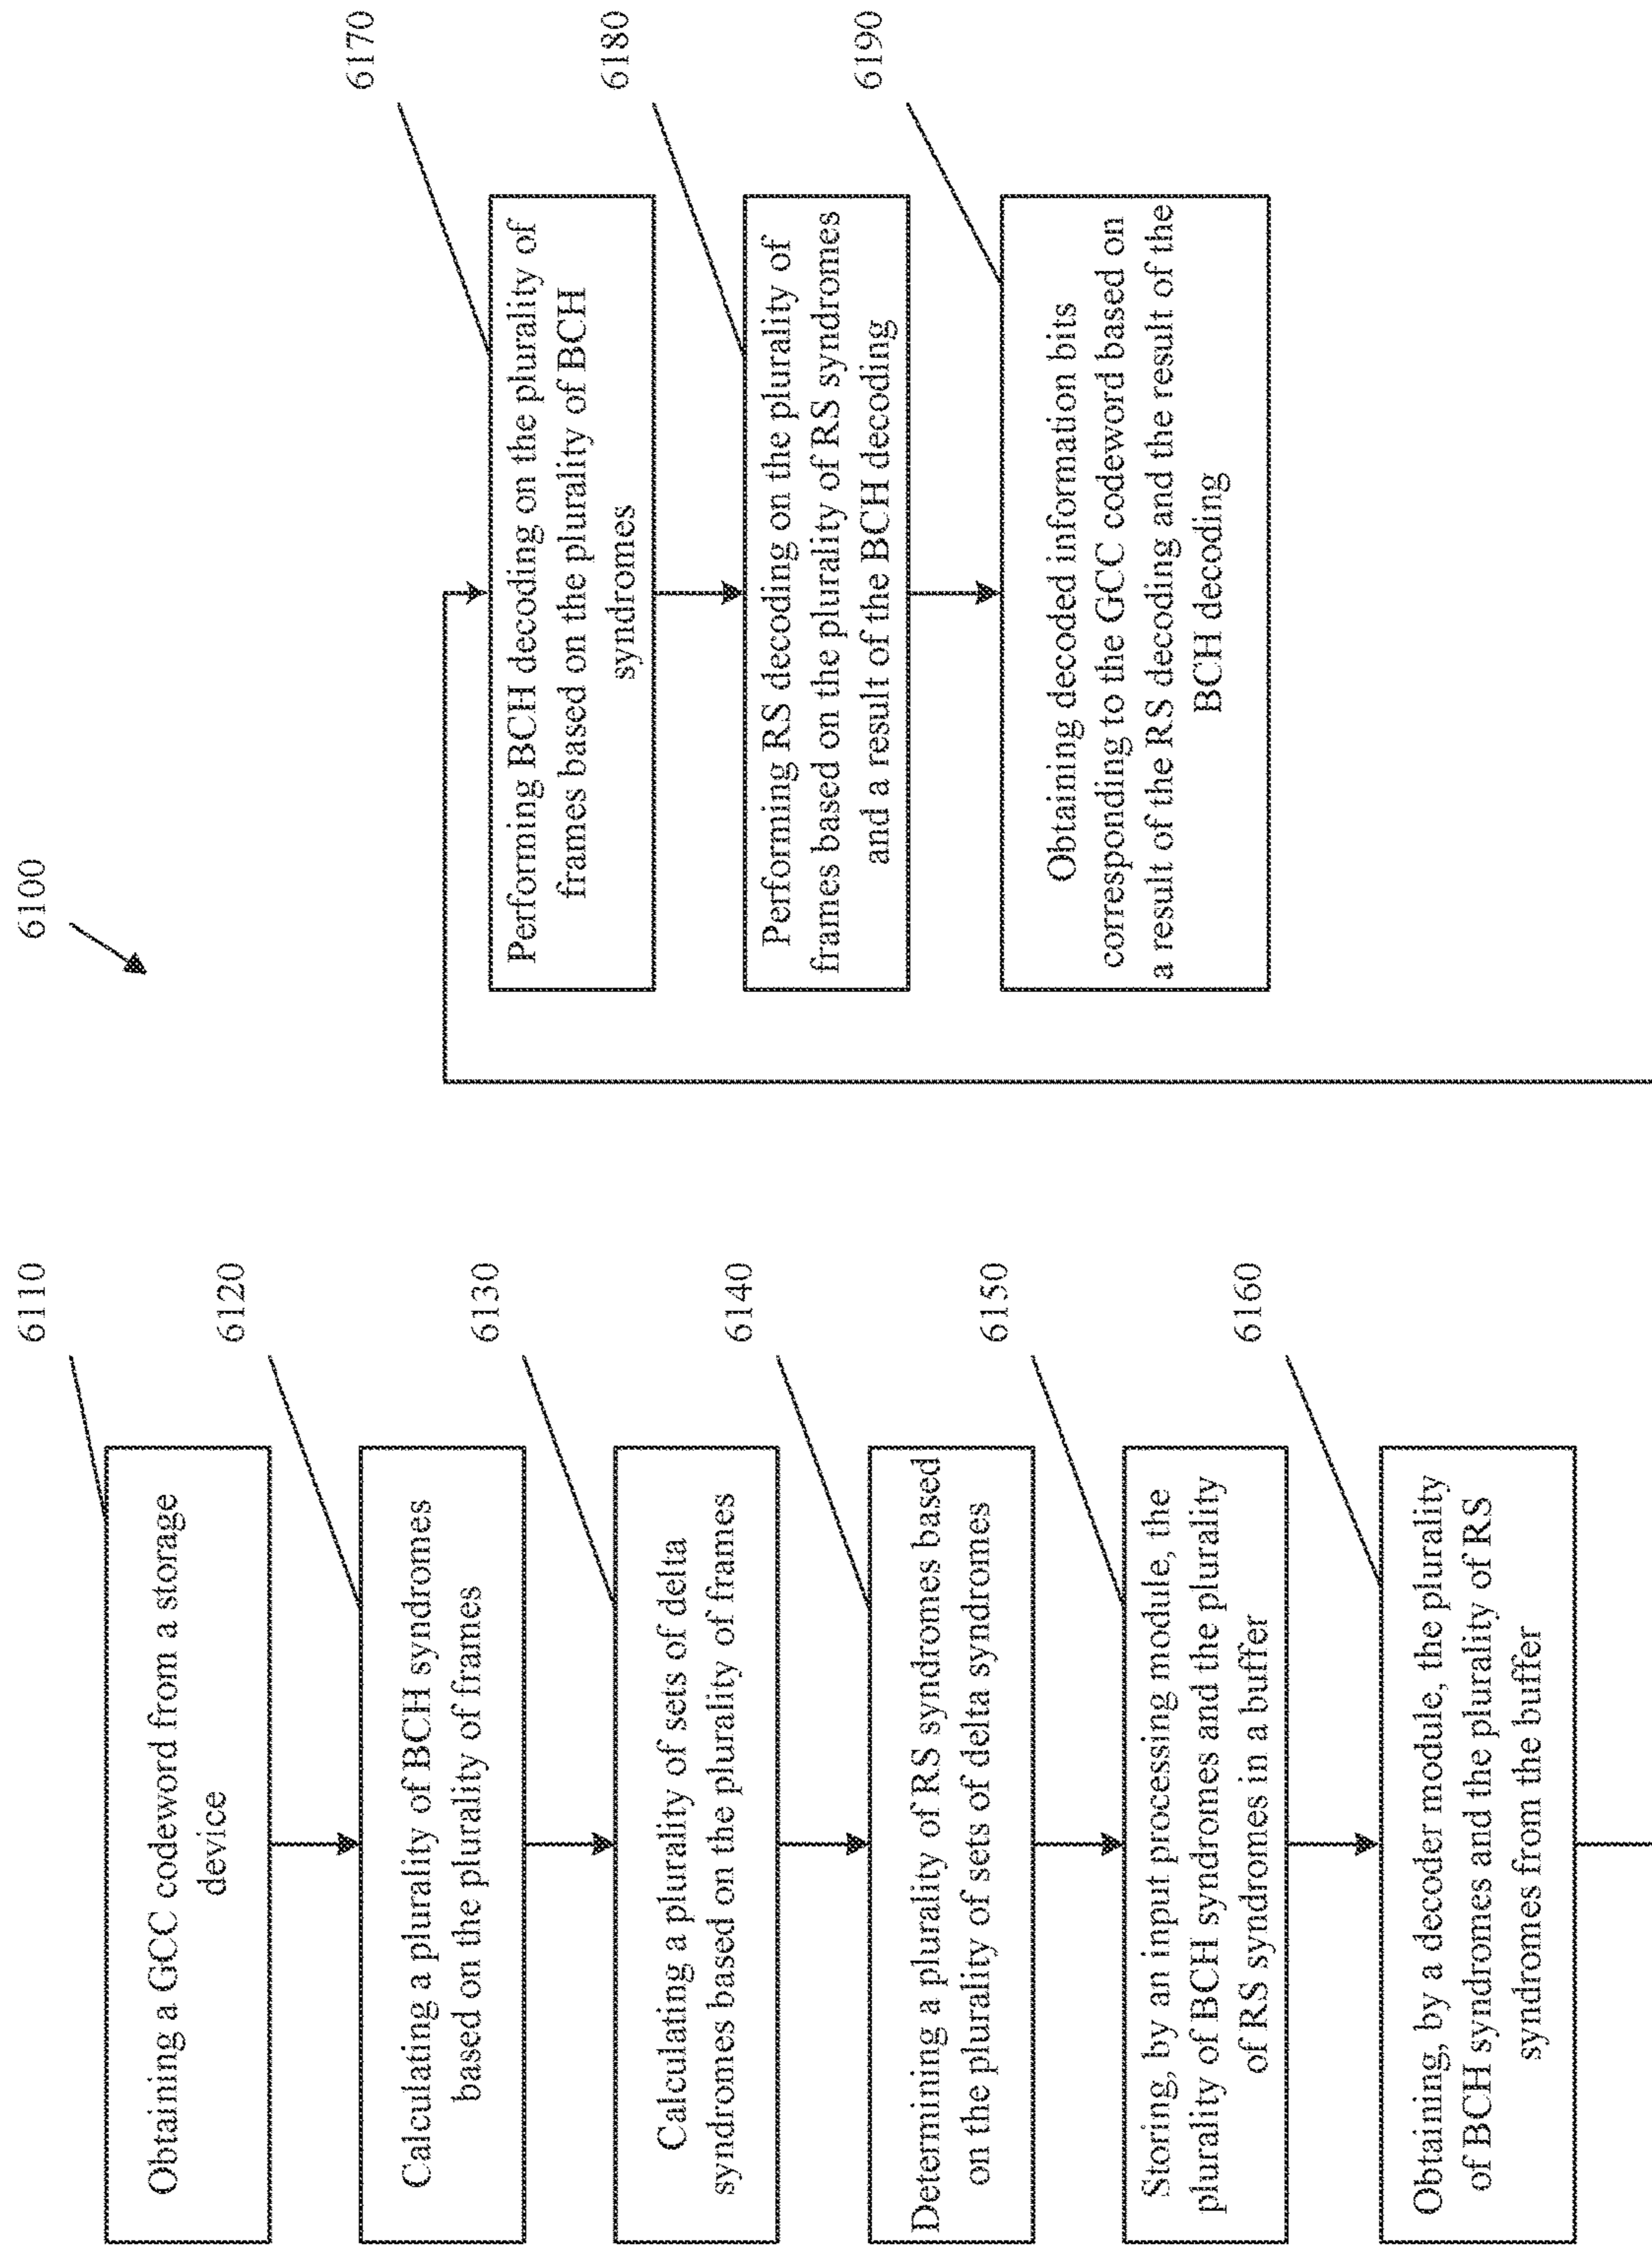 6100
6110
Obtaining a GCC codeword from a storage
device
6120
Calculating a plurality of BCH syndromes
based on the plurality of frames
6130
Calculating a plurality of sets of delta
syndromes based on the plurality of frames
6140
Determining a plurality of RS syndromes based
on the plurality of sets of delta syndromes
6150
Storing, by an input processing module, the
plurality of BCH syndromes and the plurality
of RS syndromes in a buffer
6160
Obtaining, by a decoder module, the plurality
of BCH syndromes and the plurality of RS
syndromes from the buffer
6170
Performing BCH decoding on the plurality of
frames based on the plurality of BCH
syndromes
6180
Performing RS decoding on the plurality of
frames based on the plurality of RS syndromes
and a result of the BCH decoding
6190
Obtaining decoded information bits
corresponding to the GCC codeword based on
a result of the RS decoding and the result of the
BCH decoding